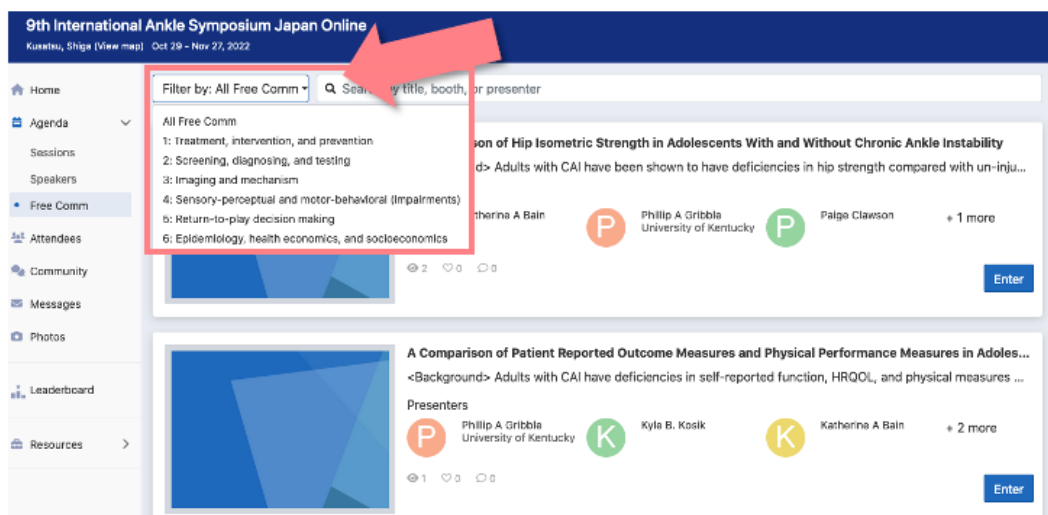 9th International Ankle Symposium Japan Online
Kusatsu, Shiga (View map) Oct 29 - Nov 27, 2022
Home
Agenda
Sessions
Speakers
Free Comm
Attendees
Community
Messages
Photos
Leaderboard
Resources
Filter by: All Free Comm
by title, booth, or presenter
All Free Comm
1: Treatment, intervention, and prevention
2: Screening, diagnosing, and testing
3: Imaging and mechanism
4: Sensory-perceptual and motor-behavioral (Impairments)
5: Return-to-play decision making
6: Epidemiology, health economics, and socioeconomics
son of Hip Isometric Strength in Adolescents With and Without Chronic Ankle Instability
d> Adults with CAI have been shown to have deficiencies in hip strength compared with un-inju...
therine A Bain
P
Phillip A Gribble
University of Kentucky
P
Paige Clawson
+ 1 more
2 0 0
Enter
A Comparison of Patient Reported Outcome Measures and Physical Performance Measures in Adoles...
<Background> Adults with CAI have deficiencies in self-reported function, HRQOL, and physical measures ...
Presenters
P
Phillip A Gribble
University of Kentucky
K
Kyle B. Kosik
K
Katherine A Bain
+ 2 more
1 0 0
Enter